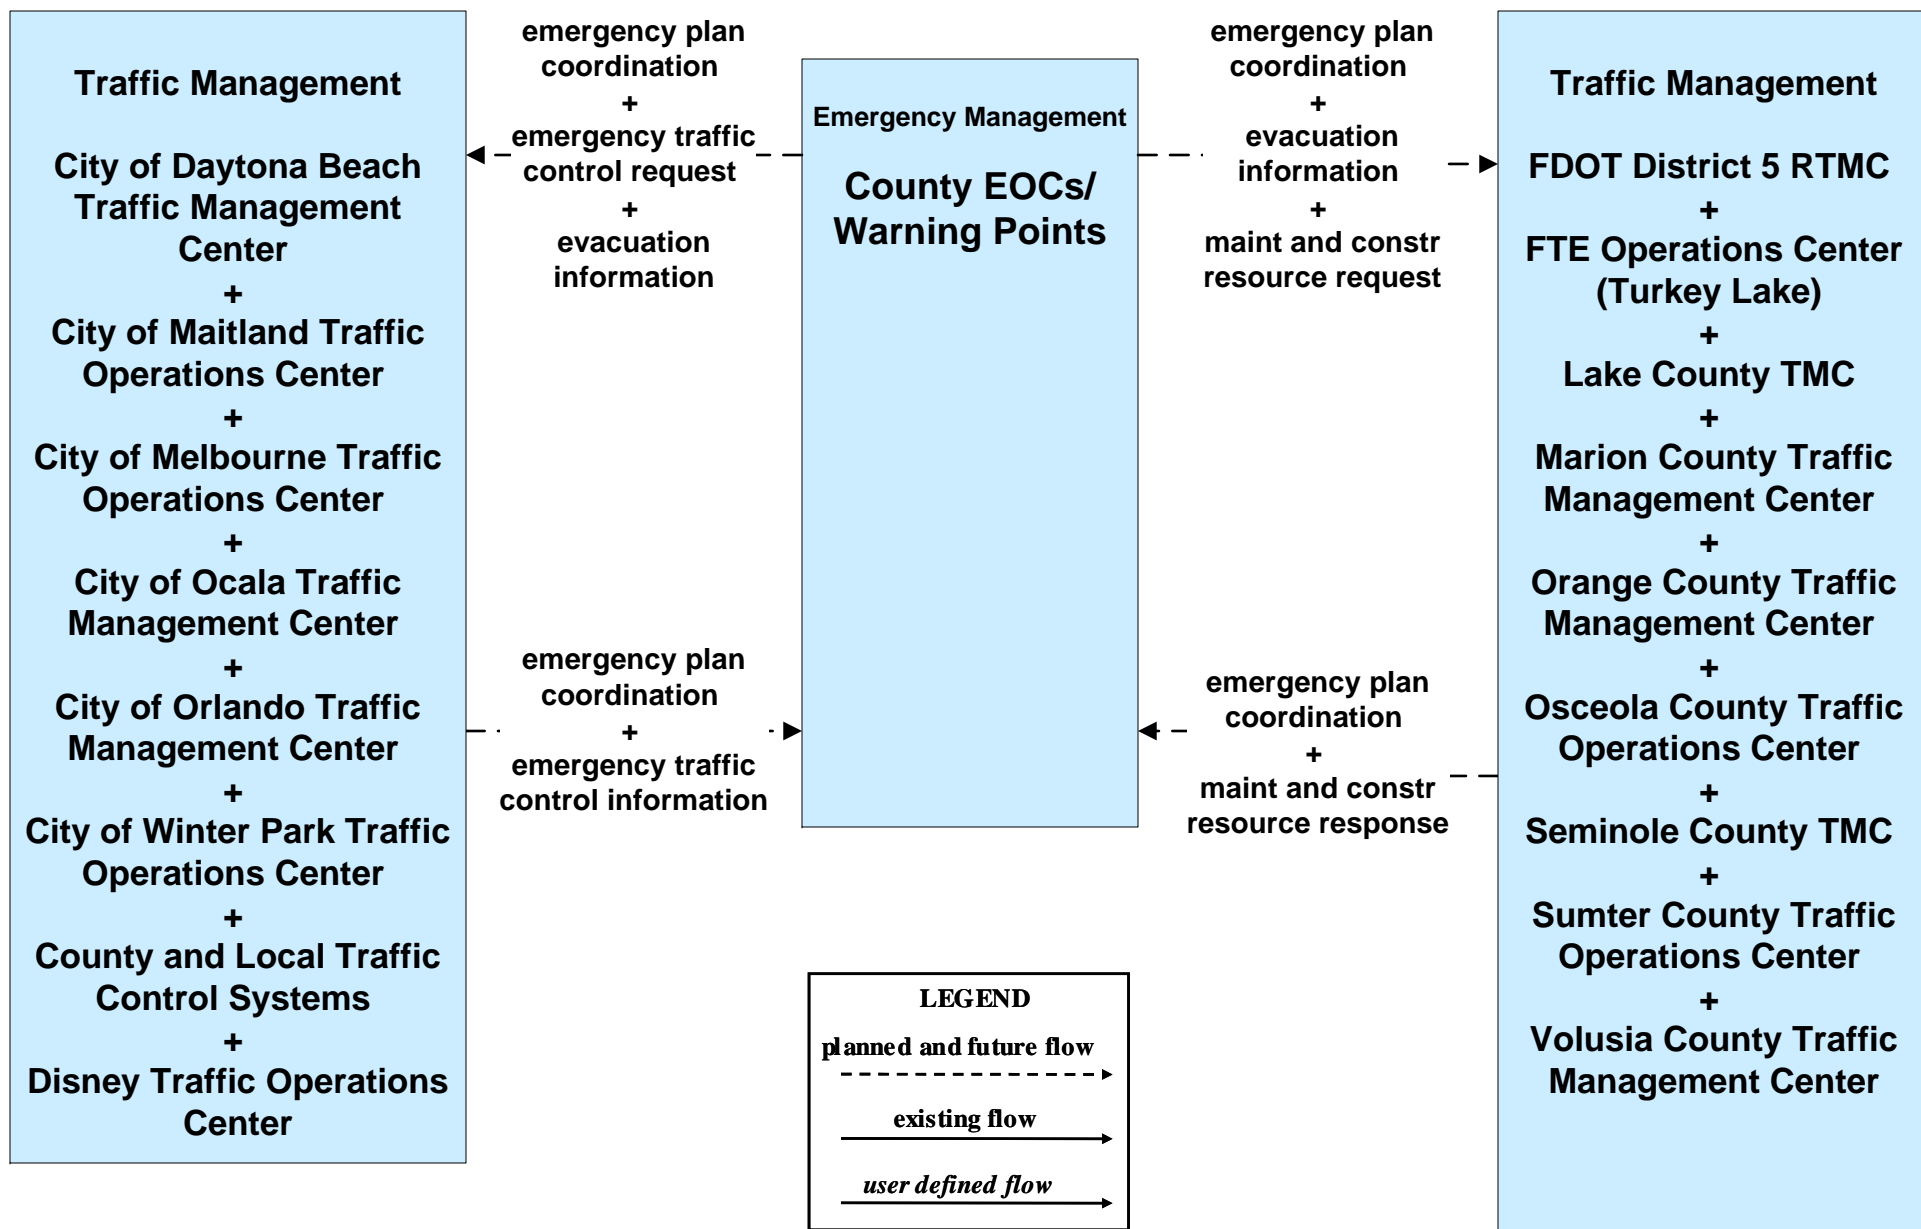 Traffic Management
City of Daytona Beach
Traffic Management
Center
+
City of Maitland Traffic
Operations Center
+
City of Melbourne Traffic
Operations Center
+
City of Ocala Traffic
Management Center
+
City of Orlando Traffic
Management Center
+
City of Winter Park Traffic
Operations Center
+
County and Local Traffic
Control Systems
+
Disney Traffic Operations
Center
emergency plan
coordination
+
emergency traffic
control request
+
evacuation
information
emergency plan
coordination
+
emergency traffic
control information
Emergency Management
County EOCs/
Warning Points
emergency plan
coordination
+
evacuation
information
+
maint and constr
resource request
emergency plan
coordination
+
maint and constr
resource response
Traffic Management
FDOT District 5 RTMC
+
FTE Operations Center
(Turkey Lake)
+
Lake County TMC
+
Marion County Traffic
Management Center
+
Orange County Traffic
Management Center
+
Osceola County Traffic
Operations Center
+
Seminole County TMC
+
Sumter County Traffic
Operations Center
+
Volusia County Traffic
Management Center
LEGEND
planned and future flow
existing flow
user defined flow